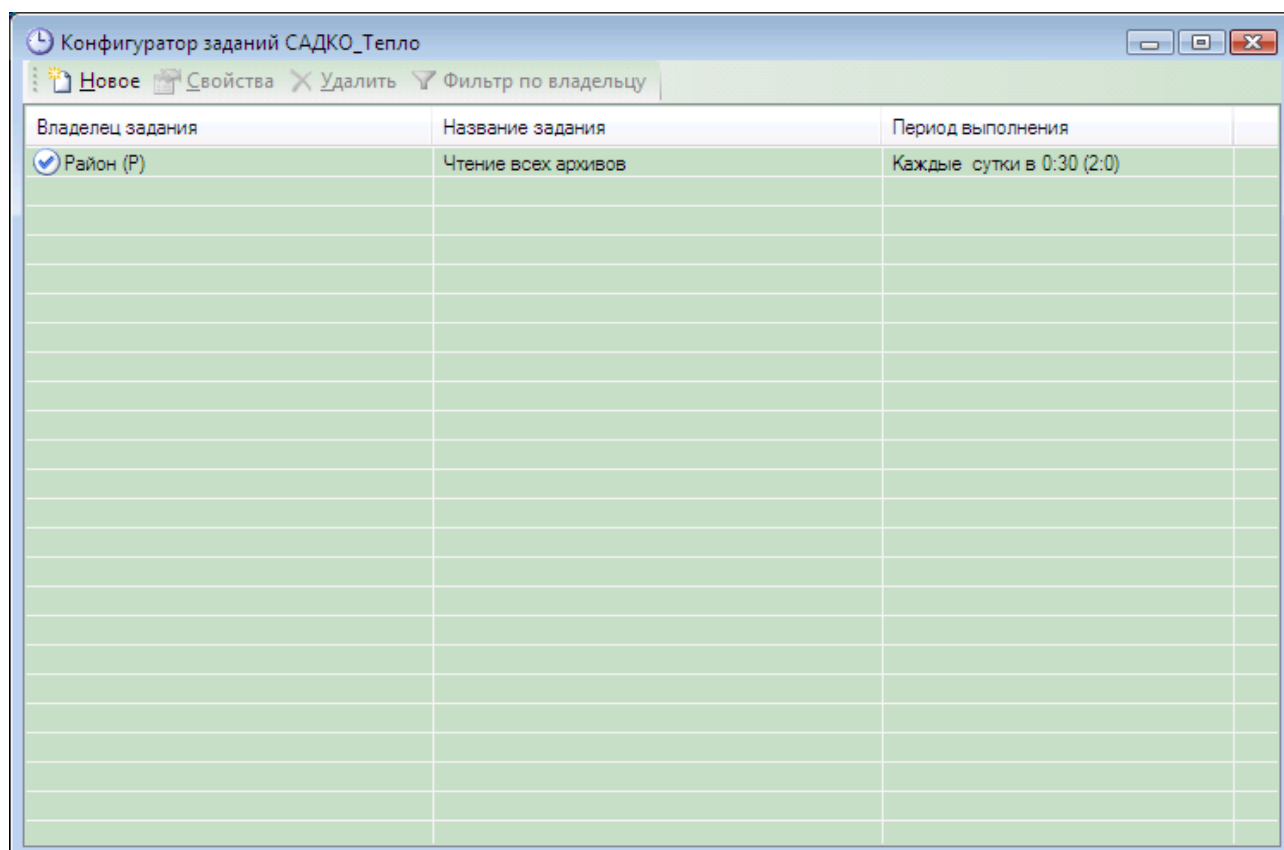 Конфигуратор заданий САДКО_Тепло
Новое Свойства Удалить Фильтр по владельцу
Владелец задания Название задания Период выполнения
Район (Р) Чтение всех архивов Каждые  сутки в 0:30 (2:0)